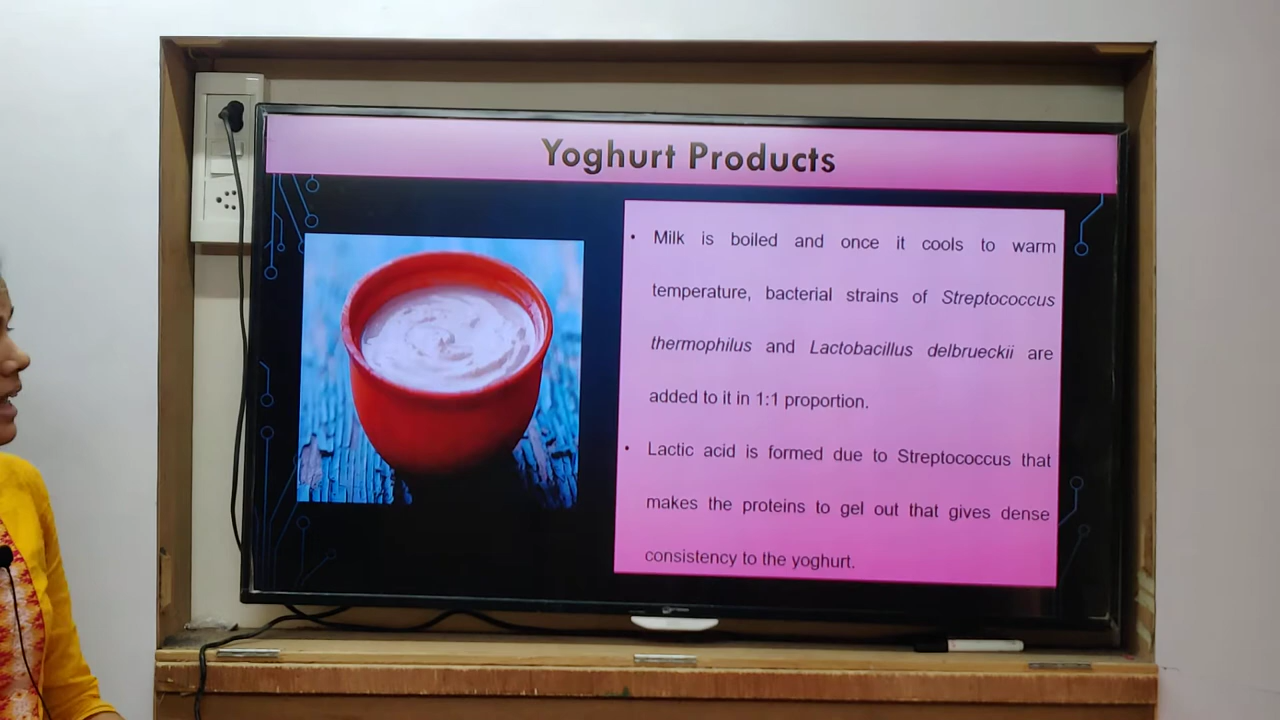 Yoghurt Products
• Milk is boiled and once it cools to warm
temperature, bacterial strains of Streptococcus
thermophilus and Lactobacillus delbrueckii are
added to it in 1:1 proportion.
• Lactic acid is formed due to Streptococcus that
makes the proteins to gel out that gives dense
consistency to the yoghurt.